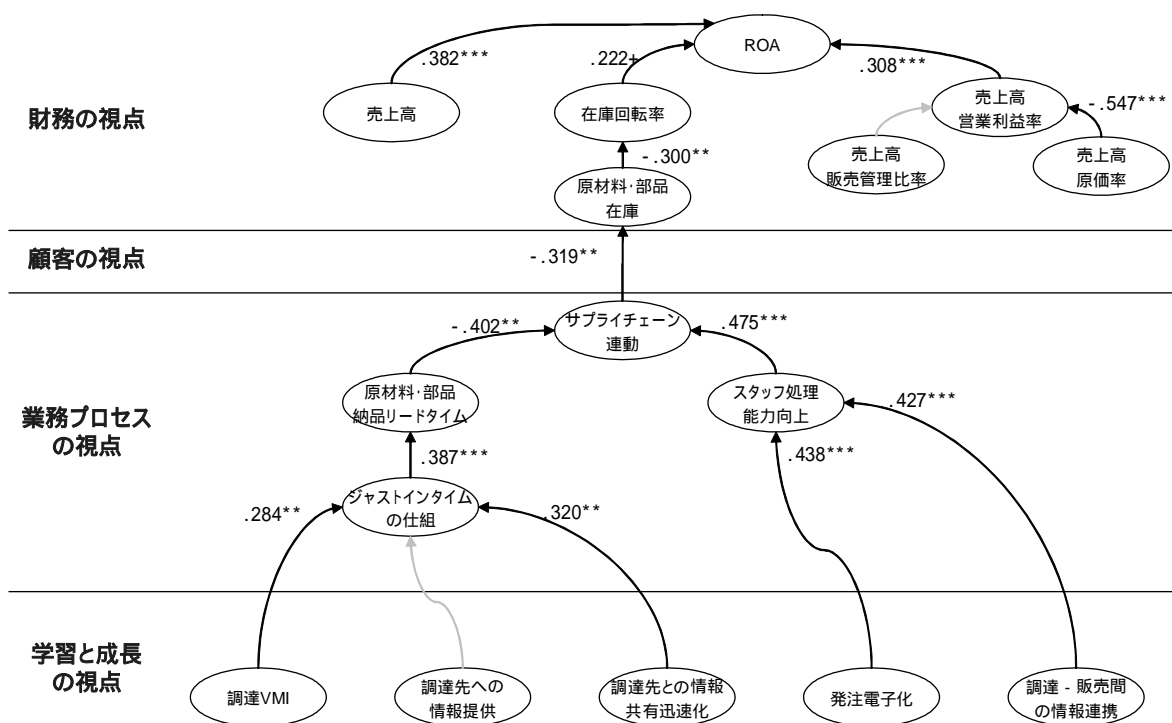 ROA
.382***
.222+
.308***
売上高
在庫回転率
売上高
営業利益率
-.547***
財務の視点
-.300**
売上高
販売管理比率
売上高
原価率
原材料・部品
在庫
顧客の視点
-.319**
サプライチェーン
連動
-.402**
.475***
原材料・部品
納品リードタイム
スタッフ処理
能力向上
.427***
業務プロセス
の視点
.387***
.438***
ジャストインタイム
の仕組
.284**
.320**
学習と成長
の視点
調達VMI
調達先への
情報提供
調達先との情報
共有迅速化
発注電子化
調達 - 販売間
の情報連携